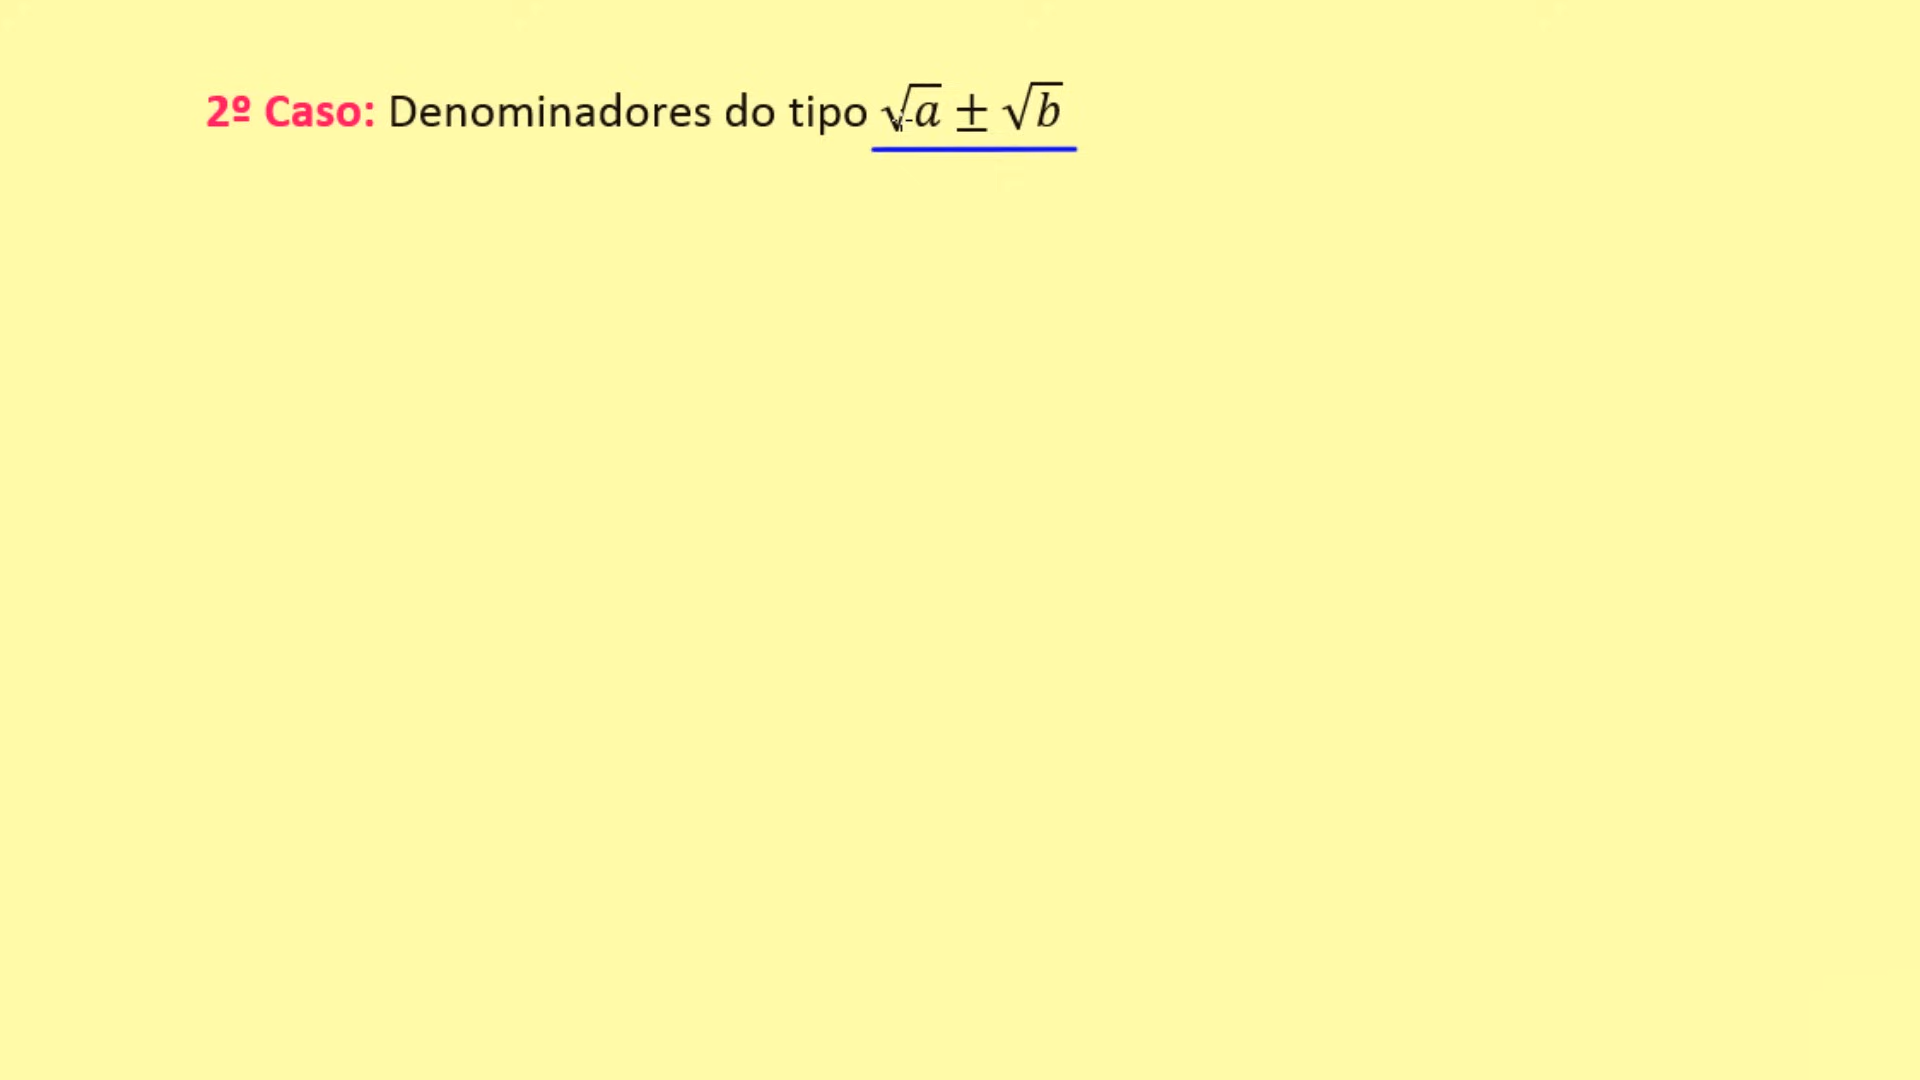 2º Caso: Denominadores do tipo √a ± √b